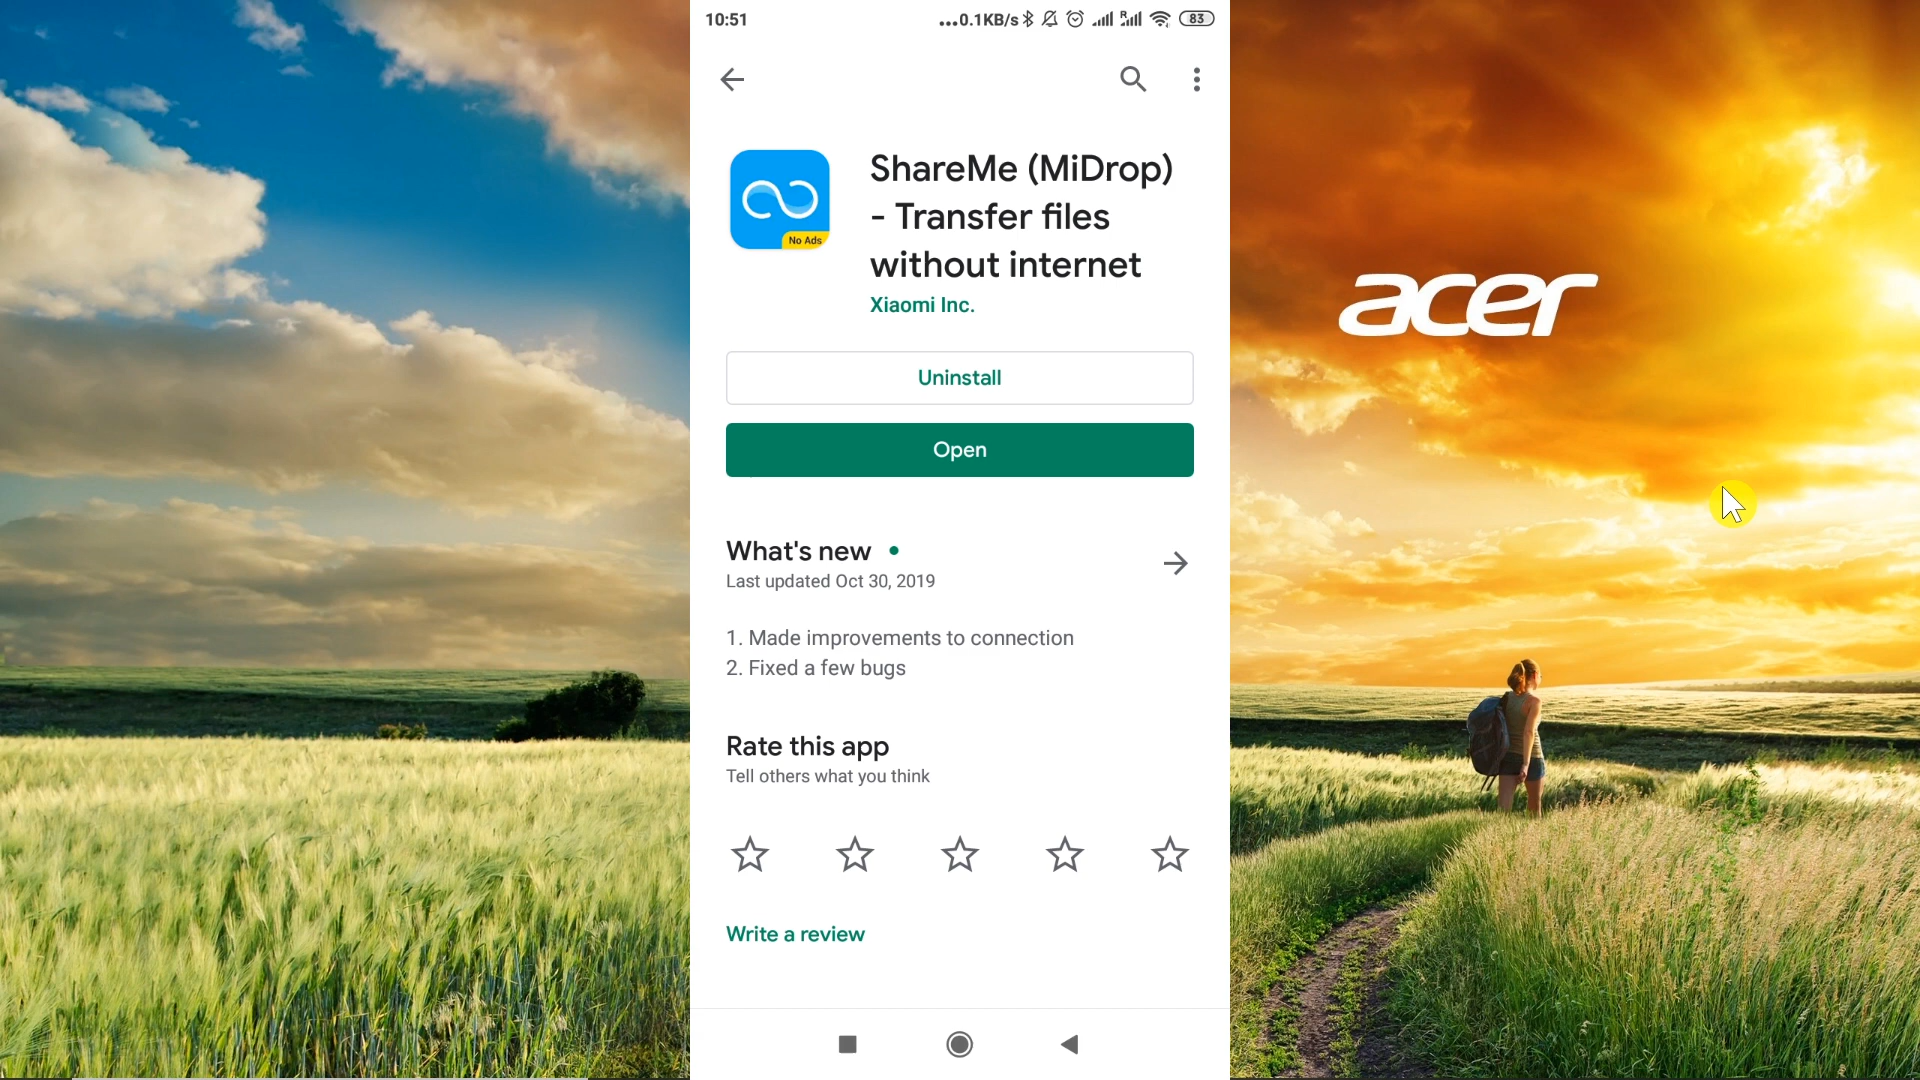 10:51
...0.1KB/s
R
83
ShareMe (MiDrop)
- Transfer files
without internet
No Ads
Xiaomi Inc.
acer
Uninstall
Open
What's new
Last updated Oct 30, 2019
1. Made improvements to connection
2. Fixed a few bugs
Rate this app
Tell others what you think
Write a review